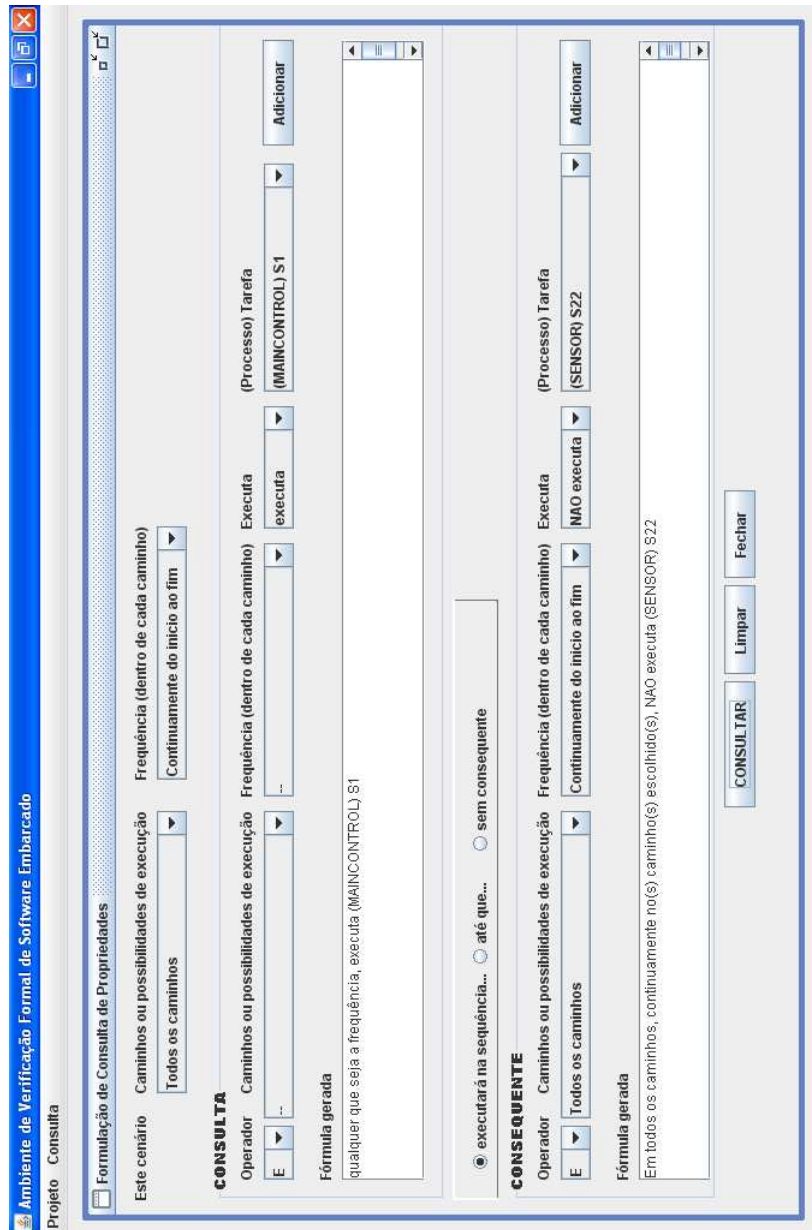 Ambiente de Verificação Formal de Software Embarcado
Projeto Consulta
Formulação de Consulta de Propriedades
Este cenário Caminhos ou possibilidades de execução Frequência (dentro de cada caminho)
Todos os caminhos Continuamente do inicio ao fim
CONSULTA
Operador Caminhos ou possibilidades de execução Frequência (dentro de cada caminho) Executa (Processo) Tarefa
E -- -- executa (MAINCONTROL) S1 Adicionar
Fórmula gerada
qualquer que seja a frequência, executa (MAINCONTROL) S1
executará na sequência... até que... sem consequente
CONSEQUENTE
Operador Caminhos ou possibilidades de execução Frequência (dentro de cada caminho) Executa (Processo) Tarefa
E Todos os caminhos Continuamente do inicio ao fim NAO executa (SENSOR) S22 Adicionar
Fórmula gerada
Em todos os caminhos, continuamente no(s) caminho(s) escolhido(s), NAO executa (SENSOR) S22
CONSULTAR Limpar Fechar